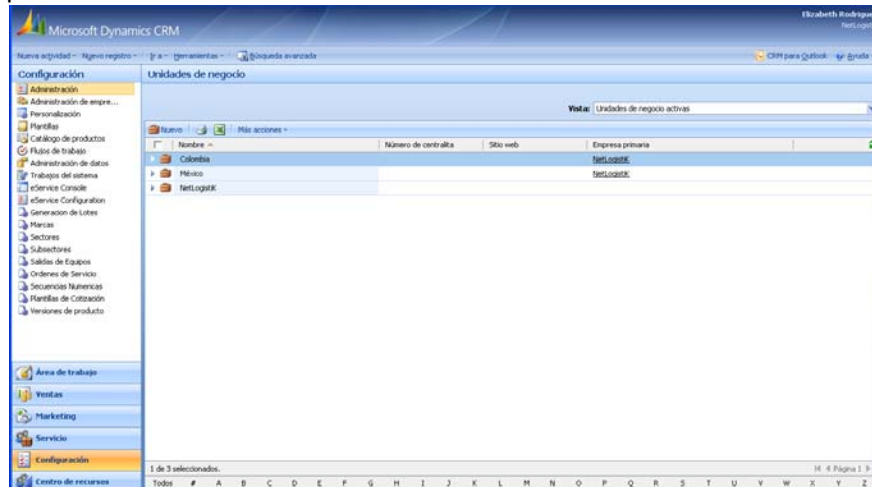 Microsoft Dynamics CRM
Elizabeth Rodrigue
NetLogist
Nueva actividad Nuevo registro Ir a Herramientas Búsqueda avanzada CRM para Outlook Ayuda
Configuración
Unidades de negocio
Administración
Administración de empre...
Personalización
Plantillas
Catálogo de productos
Flujos de trabajo
Administración de datos
Trabajos del sistema
eService Console
eService Configuration
Generacion de Lotes
Marcas
Sectores
Subsectores
Salidas de Equipos
Ordenes de Servicio
Secuencias Numericas
Plantillas de Cotización
Versiones de producto
Vista: Unidades de negocio activas
Nuevo Más acciones
Nombre Número de centralita Sitio web Empresa primaria
Colombia NetLogistiK
México NetLogistiK
NetLogistiK
Área de trabajo
Ventas
Marketing
Servicio
Configuración
Centro de recursos
1 de 3 seleccionados. Página 1
Todos # A B C D E F G H I J K L M N O P Q R S T U V W X Y Z